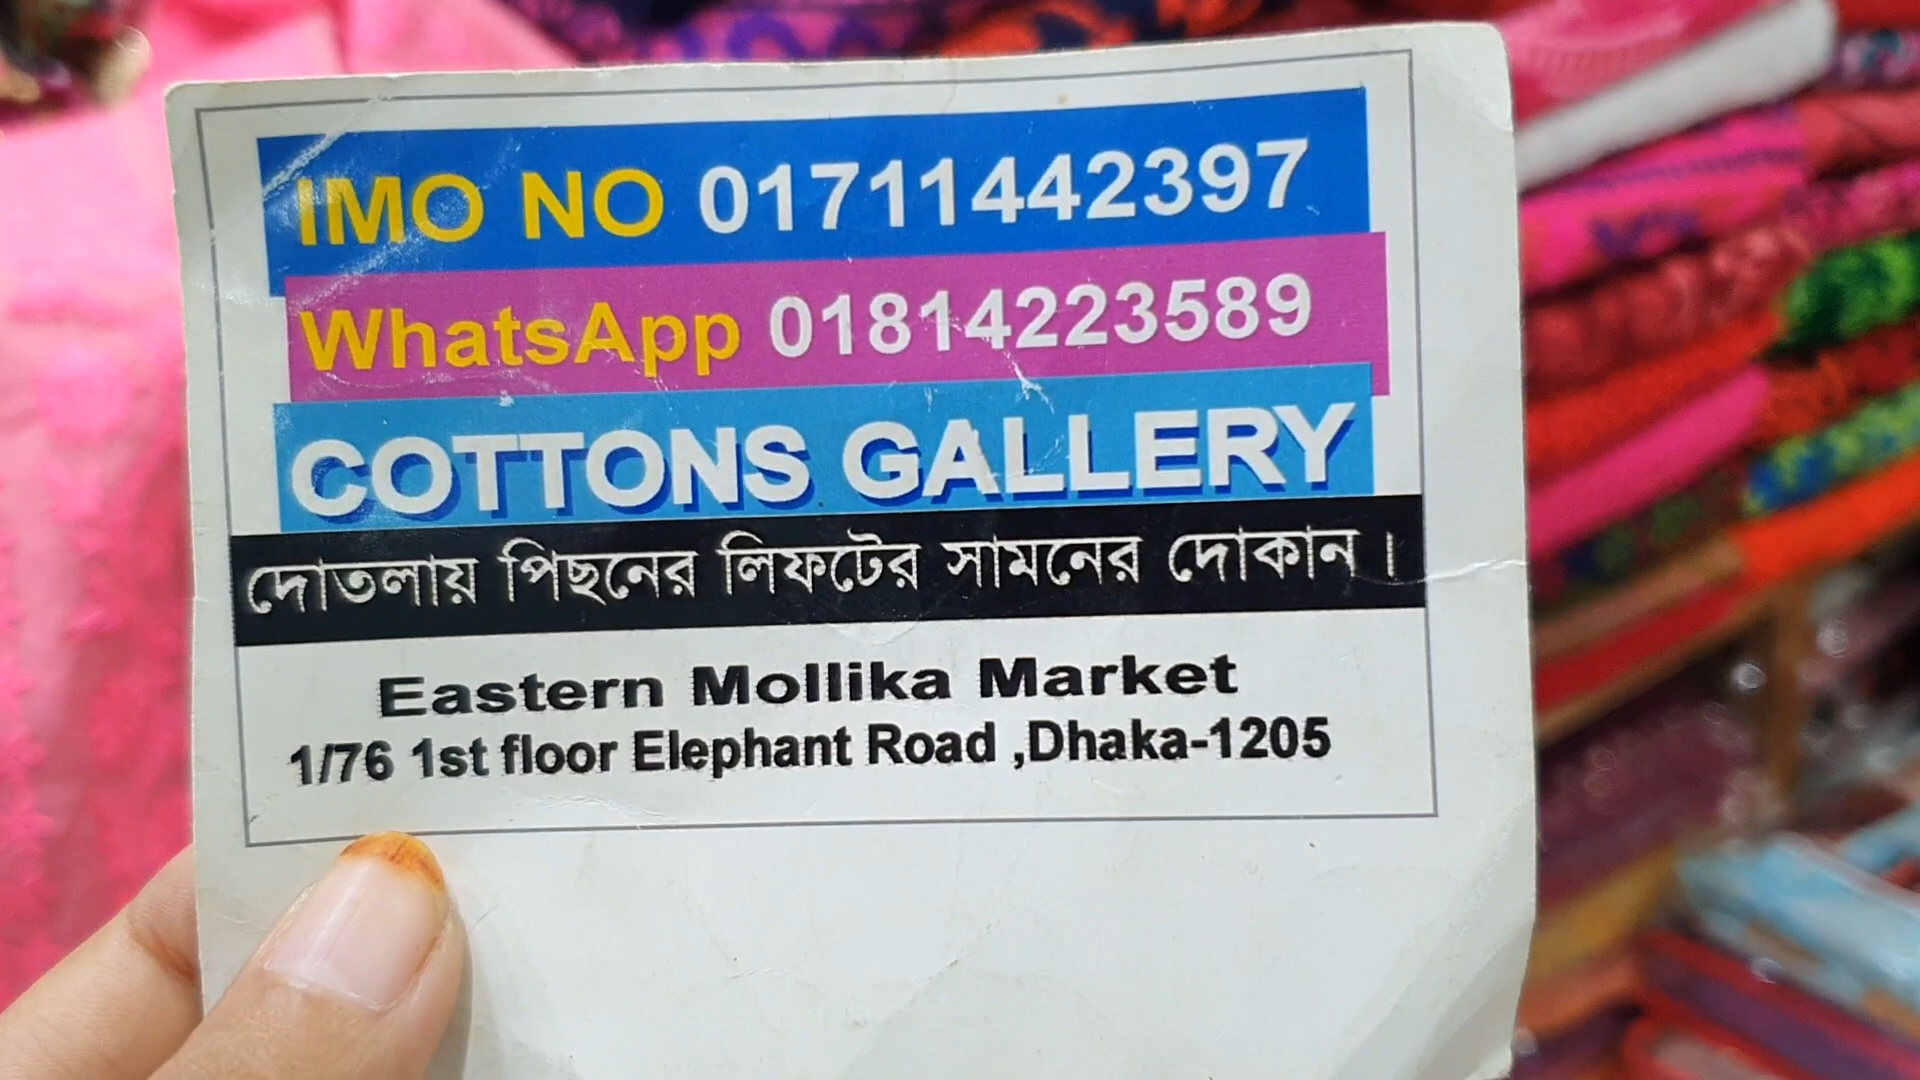 IMO NO 01711442397
WhatsApp 01814223589
COTTONS GALLERY
দোতলায় পিছনের লিফটের সামনের দোকান।
Eastern Mollika Market
1/76 1st floor Elephant Road ,Dhaka-1205